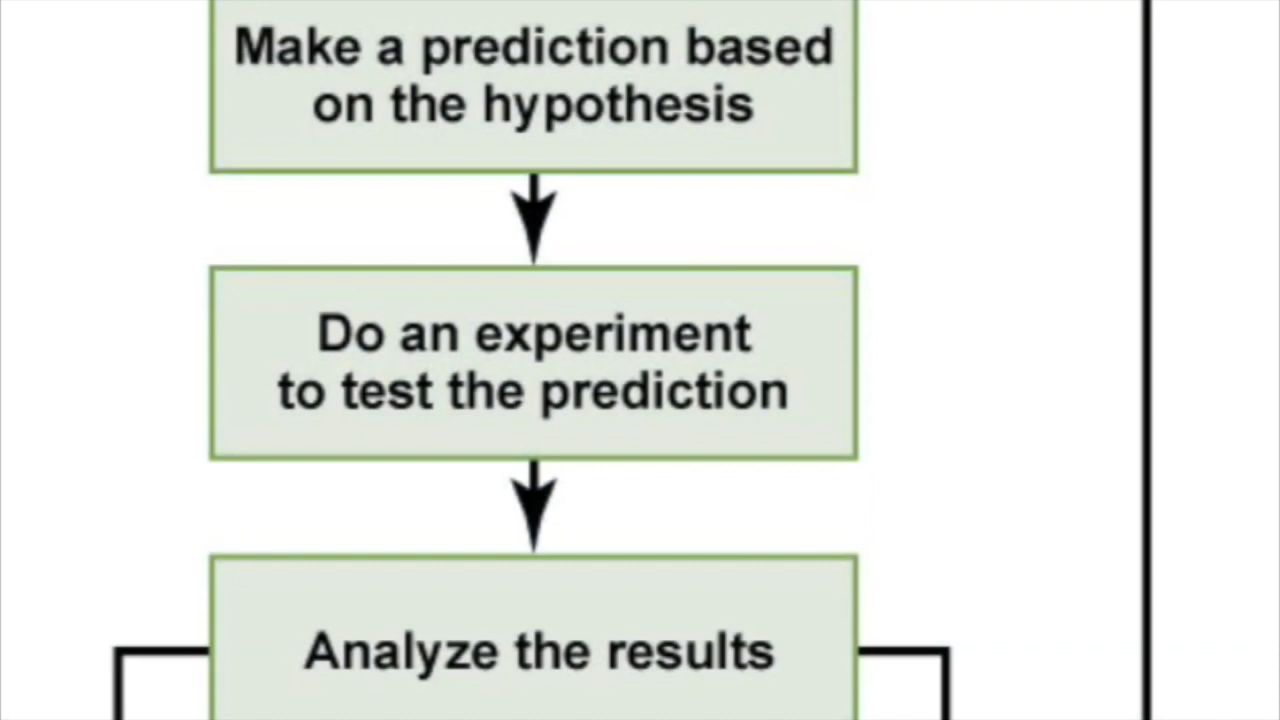 Make a prediction based
on the hypothesis
Do an experiment
to test the prediction
Analyze the results